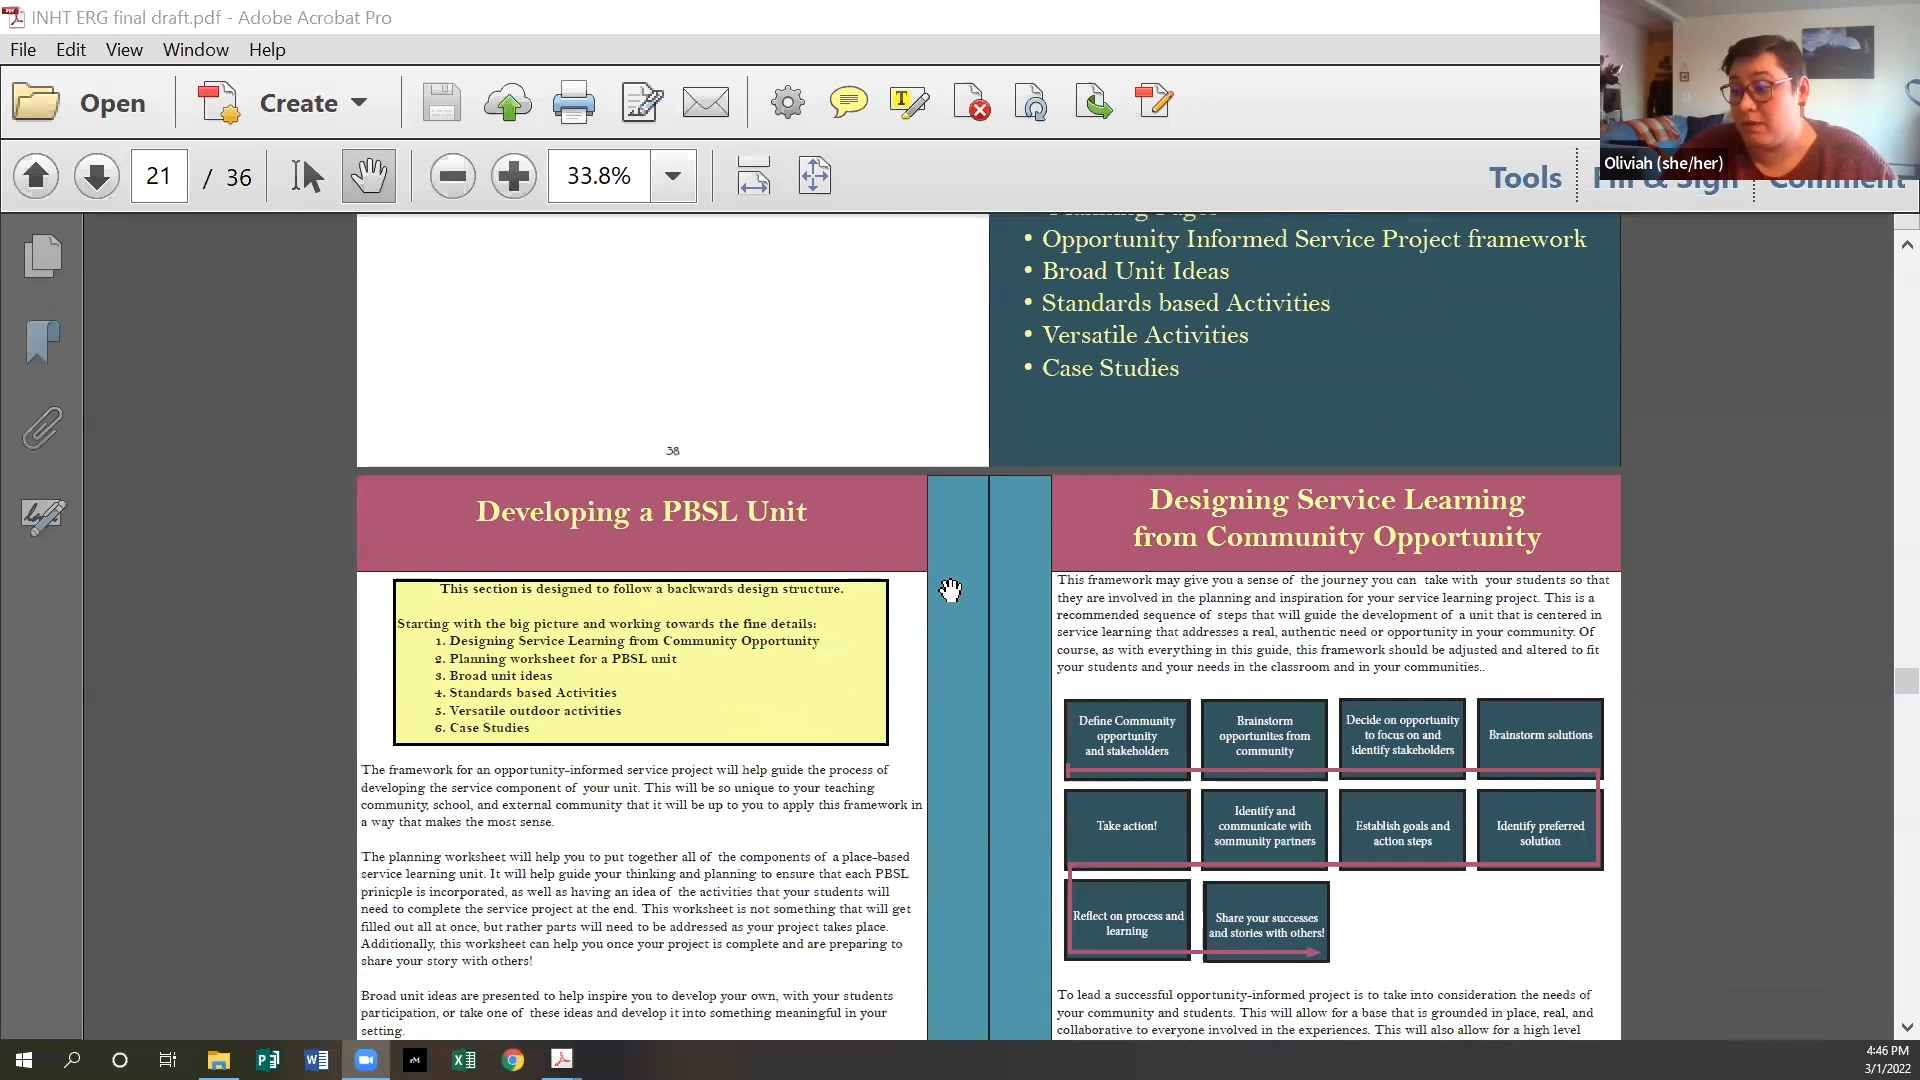 INHT ERG final draft.pdf - Adobe Acrobat Pro
File Edit View Window Help
Open Create
21 / 36 33.8% Tools Fill & Sign Comment
Oliviah (she/her)
Planning Pages
• Opportunity Informed Service Project framework
• Broad Unit Ideas
• Standards based Activities
• Versatile Activities
• Case Studies
38
Developing a PBSL Unit
This section is designed to follow a backwards design structure.
Starting with the big picture and working towards the fine details:
1. Designing Service Learning from Community Opportunity
2. Planning worksheet for a PBSL unit
3. Broad unit ideas
4. Standards based Activities
5. Versatile outdoor activities
6. Case Studies
The framework for an opportunity-informed service project will help guide the process of
developing the service component of your unit. This will be so unique to your teaching
community, school, and external community that it will be up to you to apply this framework in
a way that makes the most sense.
The planning worksheet will help you to put together all of the components of a place-based
service learning unit. It will help guide your thinking and planning to ensure that each PBSL
prinicple is incorporated, as well as having an idea of the activities that your students will
need to complete the service project at the end. This worksheet is not something that will get
filled out all at once, but rather parts will need to be addressed as your project takes place.
Additionally, this worksheet can help you once your project is complete and are preparing to
share your story with others!
Broad unit ideas are presented to help inspire you to develop your own, with your students
participation, or take one of these ideas and develop it into something meaningful in your
setting.
Designing Service Learning
from Community Opportunity
This framework may give you a sense of the journey you can take with your students so that
they are involved in the planning and inspiration for your service learning project. This is a
recommended sequence of steps that will guide the development of a unit that is centered in
service learning that addresses a real, authentic need or opportunity in your community. Of
course, as with everything in this guide, this framework should be adjusted and altered to fit
your students and your needs in the classroom and in your communities..
Define Community
opportunity
and stakeholders
Brainstorm
opportunites from
community
Decide on opportunity
to focus on and
identify stakeholders
Brainstorm solutions
Take action!
Identify and
communicate with
sommunity partners
Establish goals and
action steps
Identify preferred
solution
Reflect on process and
learning
Share your successes
and stories with others!
To lead a successful opportunity-informed project is to take into consideration the needs of
your community and students. This will allow for a base that is grounded in place, real, and
collaborative to everyone involved in the experiences. This will also allow for a high level
4:46 PM
3/1/2022